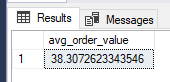 Results Messages
avg_order_value
1 38.3072623343546